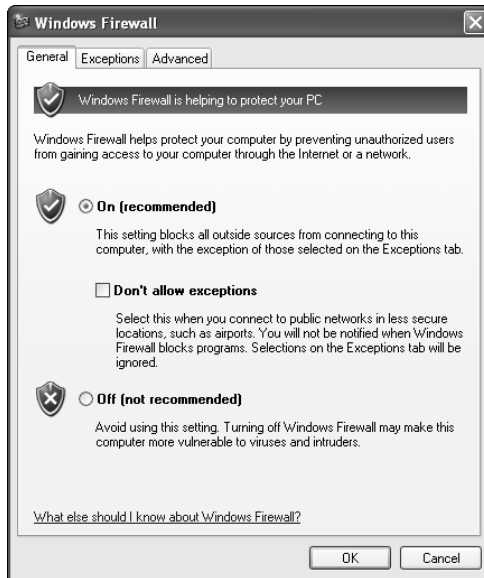 Windows Firewall
General Exceptions Advanced
Windows Firewall is helping to protect your PC
Windows Firewall helps protect your computer by preventing unauthorized users
from gaining access to your computer through the Internet or a network.
On (recommended)
This setting blocks all outside sources from connecting to this
computer, with the exception of those selected on the Exceptions tab.
Don't allow exceptions
Select this when you connect to public networks in less secure
locations, such as airports. You will not be notified when Windows
Firewall blocks programs. Selections on the Exceptions tab will be
ignored.
Off (not recommended)
Avoid using this setting. Turning off Windows Firewall may make this
computer more vulnerable to viruses and intruders.
What else should I know about Windows Firewall?
OK Cancel